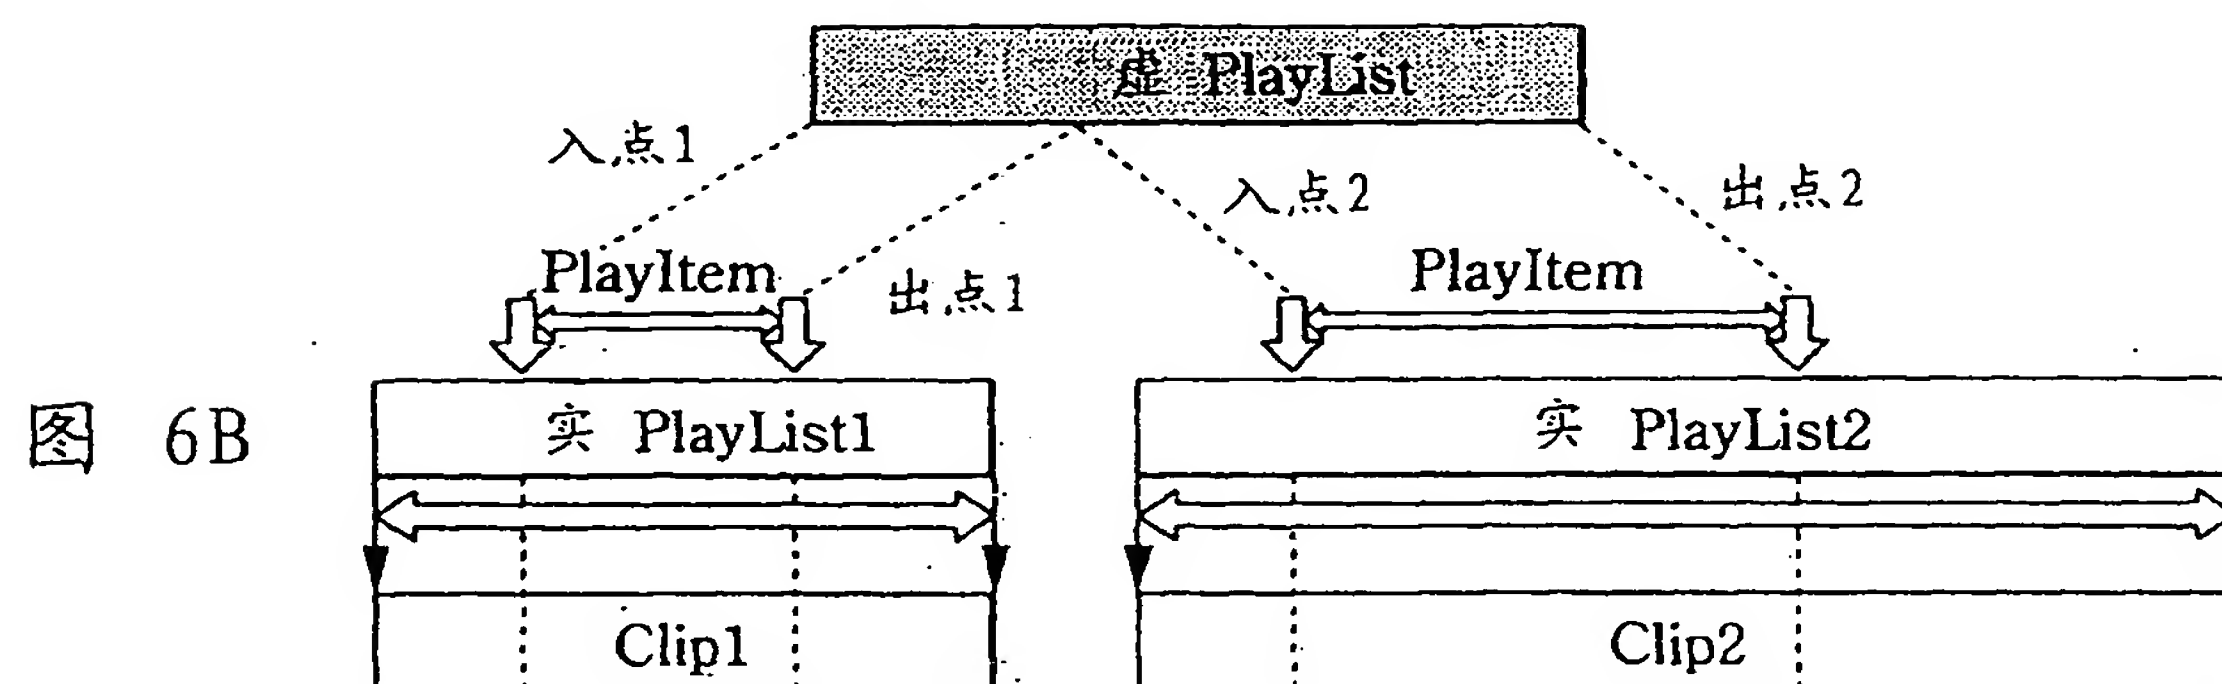 虚 PlayList
入点1
入点2
出点2
PlayItem
出点1
PlayItem
图 6B
实 PlayList1
实 PlayList2
Clip1
Clip2